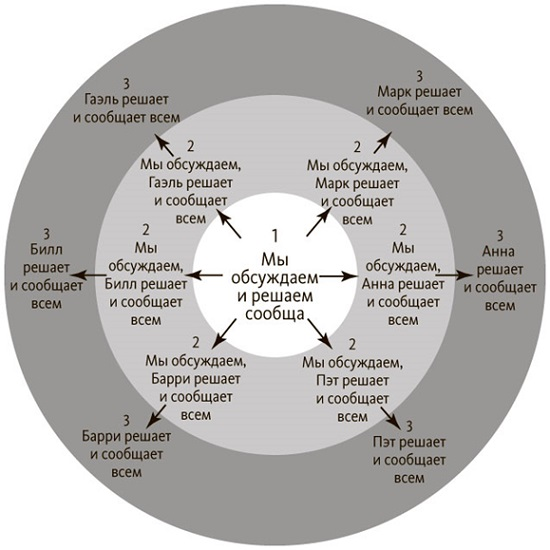 3
Гаэль решает
и сообщает всем
3
Марк решает
и сообщает всем
2
Мы обсуждаем,
Гаэль решает
и сообщает
всем
2
Мы обсуждаем,
Марк решает
и сообщает
всем
3
Билл
решает
и сообщает
всем
2
Мы
обсуждаем,
Билл решает
и сообщает
всем
1
Мы
обсуждаем
и решаем
сообща
2
Мы
обсуждаем,
Анна решает
и сообщает
всем
3
Анна
решает
и сообщает
всем
2
Мы обсуждаем,
Барри решает
и сообщает
всем
2
Мы обсуждаем,
Пэт решает
и сообщает
всем
3
Барри решает
и сообщает
всем
3
Пэт решает
и сообщает
всем